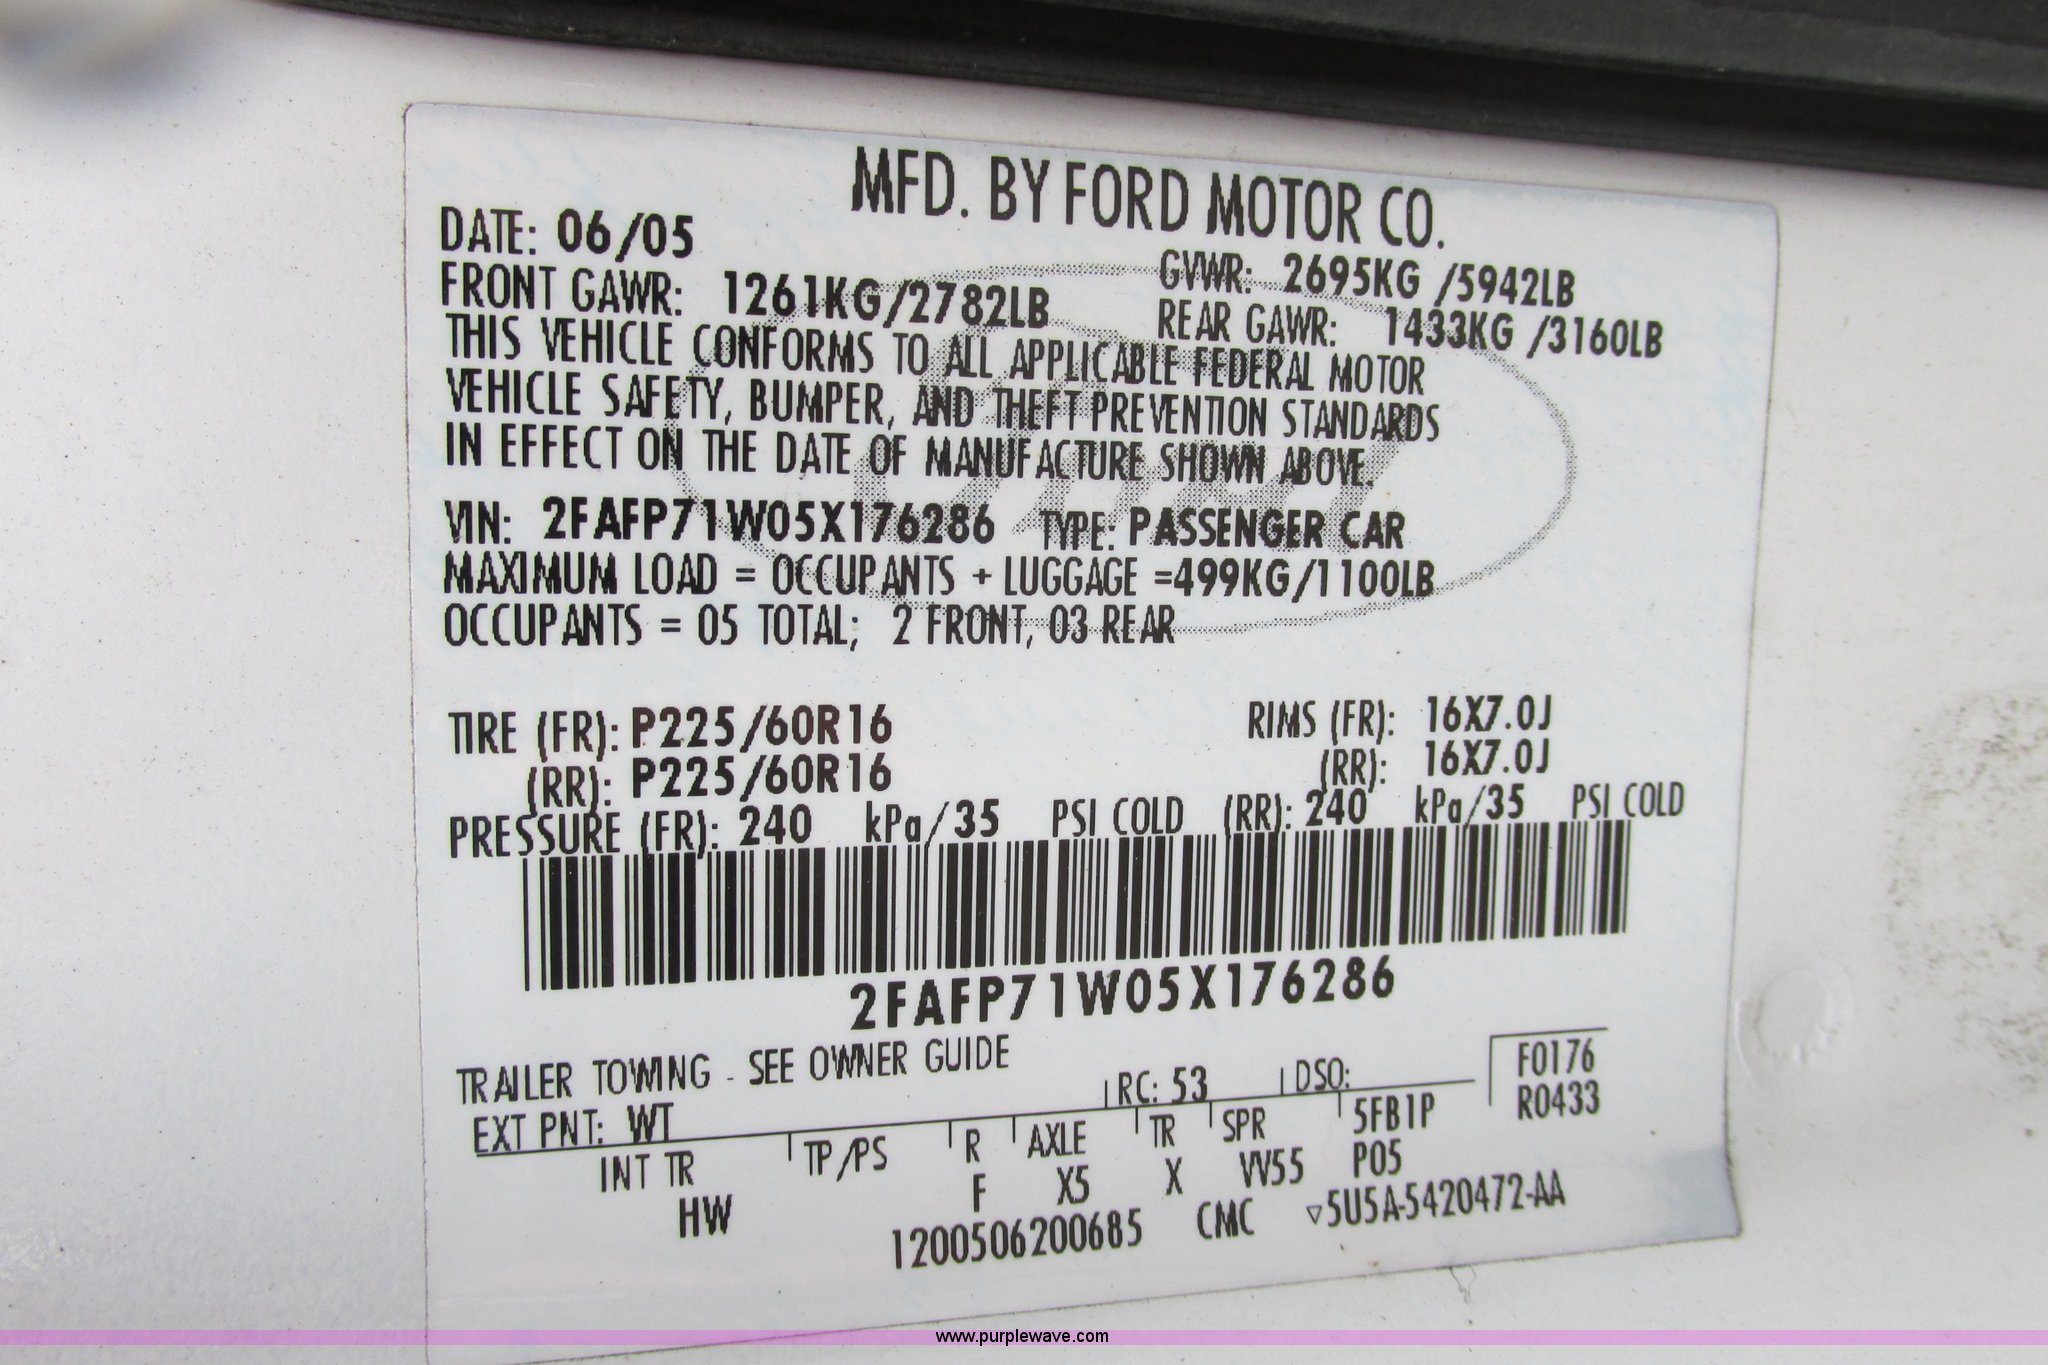 MFD. BY FORD MOTOR CO.
DATE: 06/05
GVWR: 2695KG /5942LB
FRONT GAWR: 1261KG/2782LB
REAR GAWR: 1433KG /3160LB
THIS VEHICLE CONFORMS TO ALL APPLICABLE FEDERAL MOTOR
VEHICLE SAFETY, BUMPER, AND THEFT PREVENTION STANDARDS
IN EFFECT ON THE DATE OF MANUFACTURE SHOWN ABOVE.
VIN: 2FAFP71W05X176286 TYPE: PASSENGER CAR
MAXIMUM LOAD = OCCUPANTS + LUGGAGE =499KG/1100LB
OCCUPANTS = 05 TOTAL; 2 FRONT, 03 REAR
TIRE (FR): P225/60R16 RIMS (FR): 16X7.0J
(RR): P225/60R16 (RR): 16X7.0J
PRESSURE (FR): 240 kPa/35 PSI COLD (RR): 240 kPa/35 PSI COLD
2FAFP71W05X176286
TRAILER TOWING - SEE OWNER GUIDE
EXT PNT: WT RC: 53 DSO: F0176
R0433
INT TR TP/PS R AXLE TR SPR 5FB1P
HW F X5 X VV55 P05
1200506200685 CMC ▽5U5A-5420472-AA
www.purplewave.com